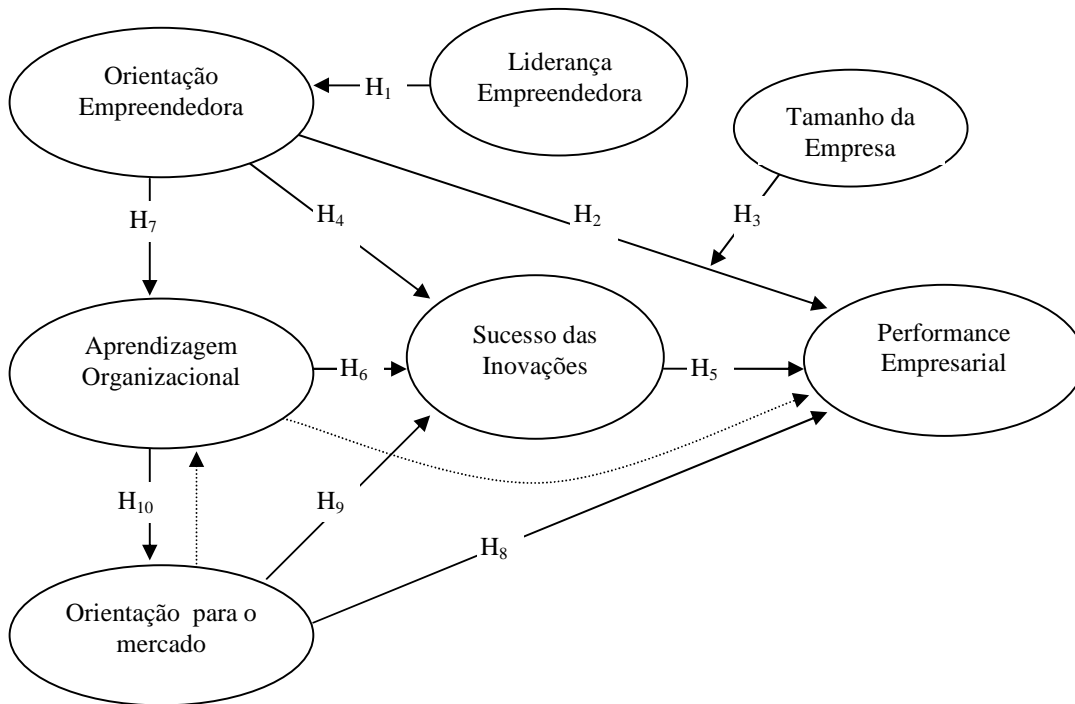 Orientação
Empreendedora
H₁
Liderança
Empreendedora
Tamanho da
Empresa
H₇
H₄
H₂
H₃
Aprendizagem
Organizacional
H₆
Sucesso das
Inovações
H₅
Performance
Empresarial
H₁₀
H₉
H₈
Orientação para o
mercado